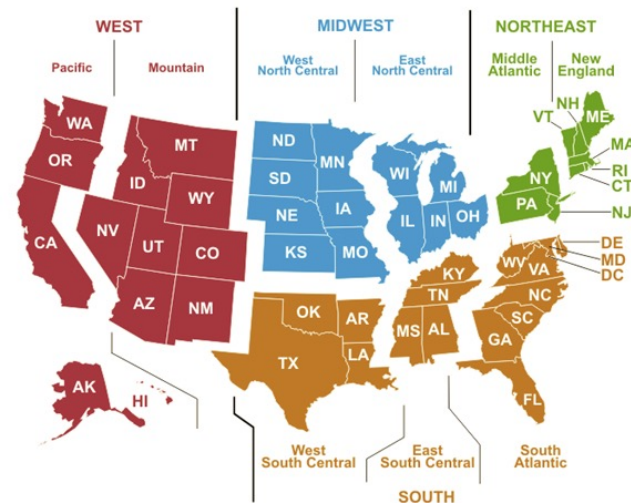 WEST
MIDWEST
NORTHEAST
Pacific
Mountain
West
North Central
East
North Central
Middle
Atlantic
New
England
WA
OR
CA
MT
ID
WY
NV
UT
CO
AZ
NM
AK
HI
ND
SD
NE
KS
MN
IA
MO
WI
MI
IL
IN
OH
VT
NH
ME
MA
RI
CT
NJ
NY
PA
DE
MD
DC
WV
VA
NC
SC
GA
FL
KY
TN
MS
AL
OK
AR
TX
LA
West
South Central
East
South Central
South
Atlantic
SOUTH